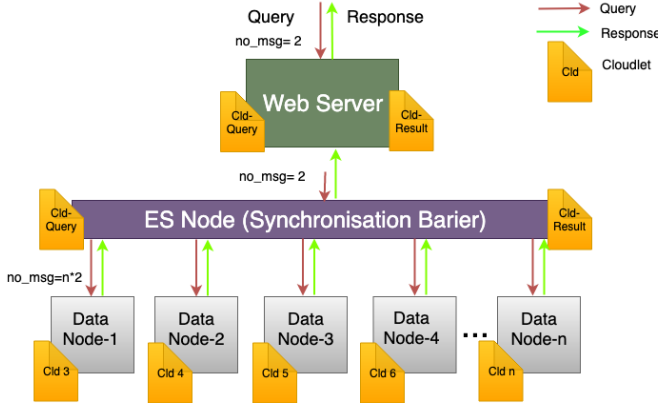 Query Response
no_msg= 2
Query
Response
Cld
Cloudlet
Web Server
Cld-
Query
Cld-
Result
no_msg= 2
Cld-
Query
ES Node (Synchronisation Barier)
Cld-
Result
no_msg=n*2
Data
Node-1
Data
Node-2
Data
Node-3
Data
Node-4
...
Data
Node-n
Cld 3
Cld 4
Cld 5
Cld 6
Cld n